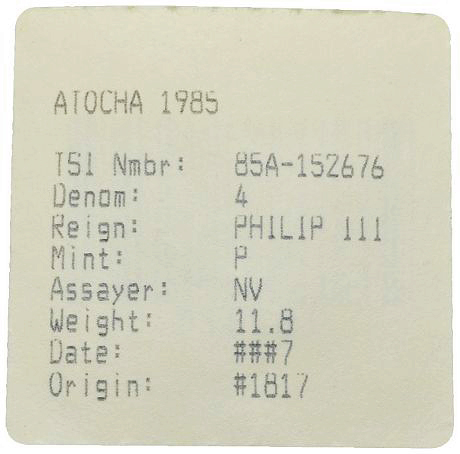 ATOCHA 1985
TSI Nmbr: 85A-152676
Denom: 4
Reign: PHILIP III
Mint: P
Assayer: NV
Weight: 11.8
Date: ###7
Origin: #1817